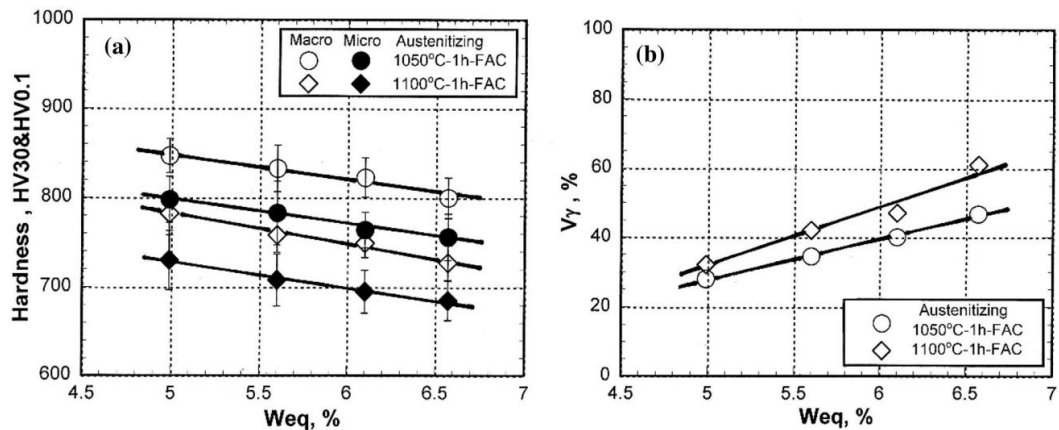 (a)
Macro Micro Austenitizing
1050°C-1h-FAC
1100°C-1h-FAC
1000
900
800
700
600
Hardness , HV30&HV0.1
4.5 5 5.5 6 6.5 7
Weq, %
(b)
100
80
60
40
20
0
Vγ, %
Austenitizing
1050°C-1h-FAC
1100°C-1h-FAC
4.5 5 5.5 6 6.5 7
Weq, %